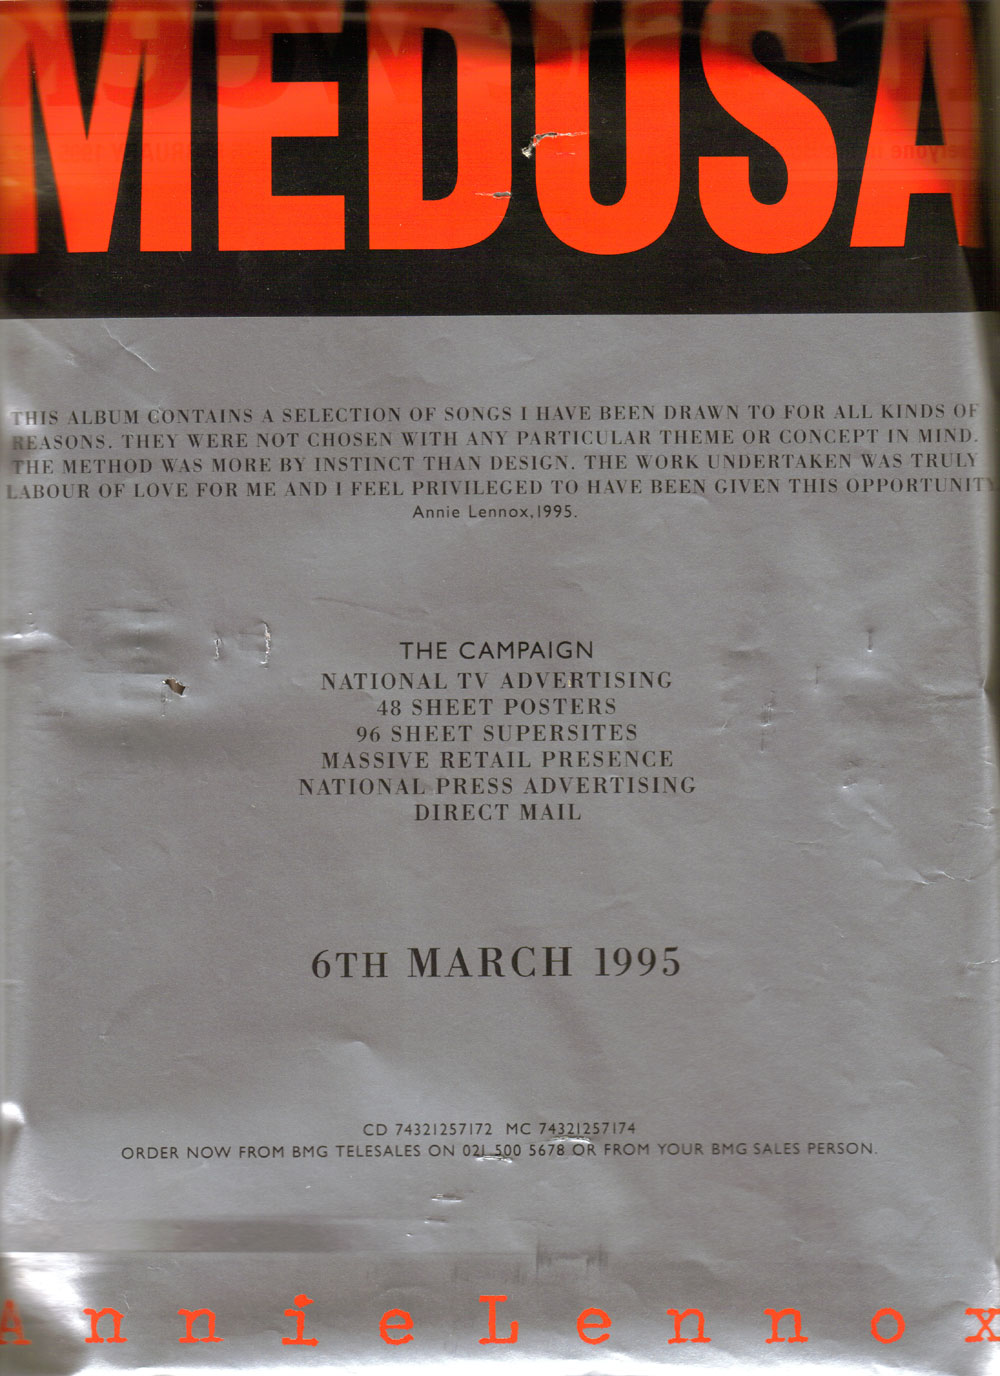 MEDUSA
THIS ALBUM CONTAINS A SELECTION OF SONGS I HAVE BEEN DRAWN TO FOR ALL KINDS OF
REASONS. THEY WERE NOT CHOSEN WITH ANY PARTICULAR THEME OR CONCEPT IN MIND.
THE METHOD WAS MORE BY INSTINCT THAN DESIGN. THE WORK UNDERTAKEN WAS TRULY
LABOUR OF LOVE FOR ME AND I FEEL PRIVILEGED TO HAVE BEEN GIVEN THIS OPPORTUNITY
Annie Lennox, 1995.
THE CAMPAIGN
NATIONAL TV ADVERTISING
48 SHEET POSTERS
96 SHEET SUPERSITES
MASSIVE RETAIL PRESENCE
NATIONAL PRESS ADVERTISING
DIRECT MAIL
6TH MARCH 1995
CD 74321257172 MC 74321257174
ORDER NOW FROM BMG TELESALES ON 021 500 5678 OR FROM YOUR BMG SALES PERSON.
Annie Lennox